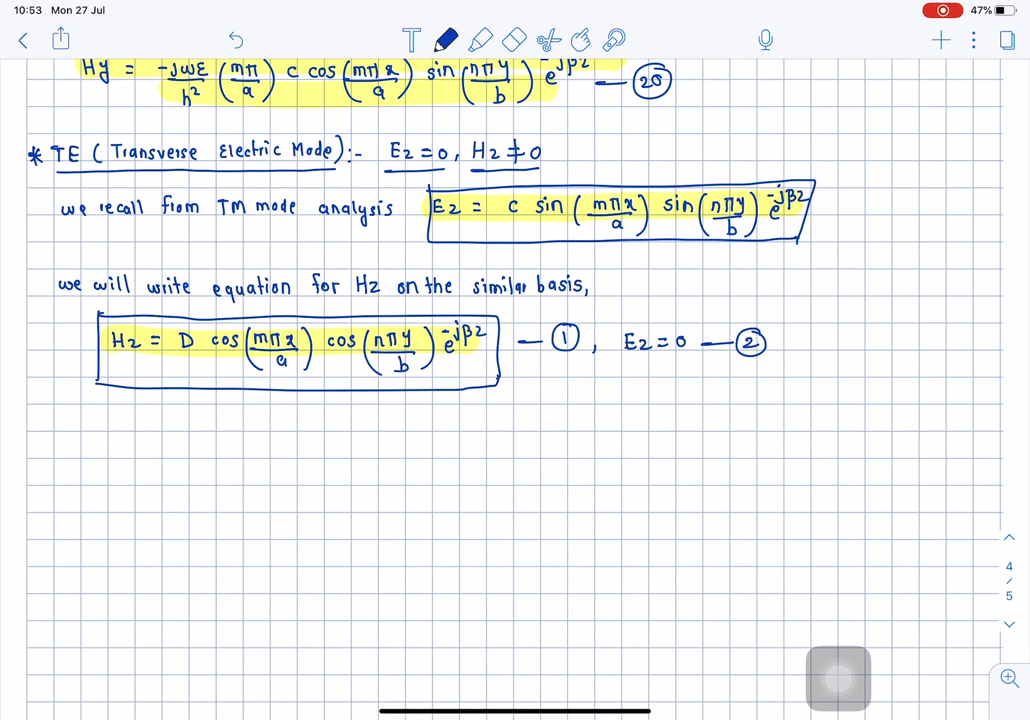 10:53 Mon 27 Jul 47%
Hy = -jωε/h² (mπ/a) c cos(mπx/a) sin(nπy/b) e^-jβz — (20)
* TE (Transverse Electric Mode):- Ez=0, Hz≠0
we recall from TM mode analysis Ez = c sin(mπx/a) sin(nπy/b) e^-jβz
we will write equation for Hz on the similar basis,
Hz = D cos(mπx/a) cos(nπy/b) e^-jβz — (1), Ez=0 — (2)
4
/
5